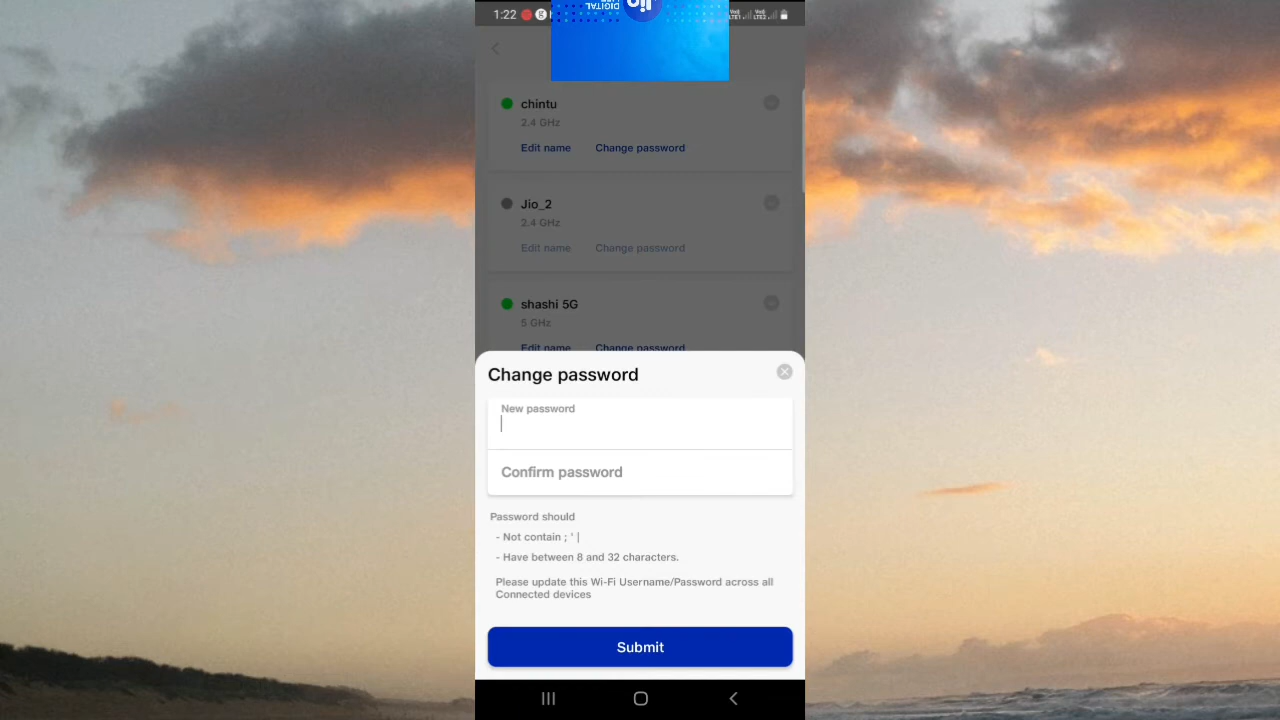 1:22
DIGITAL
Jio
chintu
2.4 GHz
Edit name Change password
Jio_2
2.4 GHz
Edit name Change password
shashi 5G
5 GHz
Edit name Change password
Change password
New password
Confirm password
Password should
- Not contain ; ' |
- Have between 8 and 32 characters.
Please update this Wi-Fi Username/Password across all
Connected devices
Submit